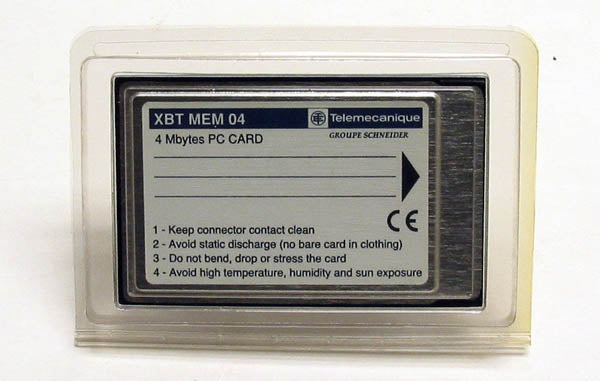 XBT MEM 04 Telemecanique
4 Mbytes PC CARD GROUPE SCHNEIDER
CE
1 - Keep connector contact clean
2 - Avoid static discharge (no bare card in clothing)
3 - Do not bend, drop or stress the card
4 - Avoid high temperature, humidity and sun exposure